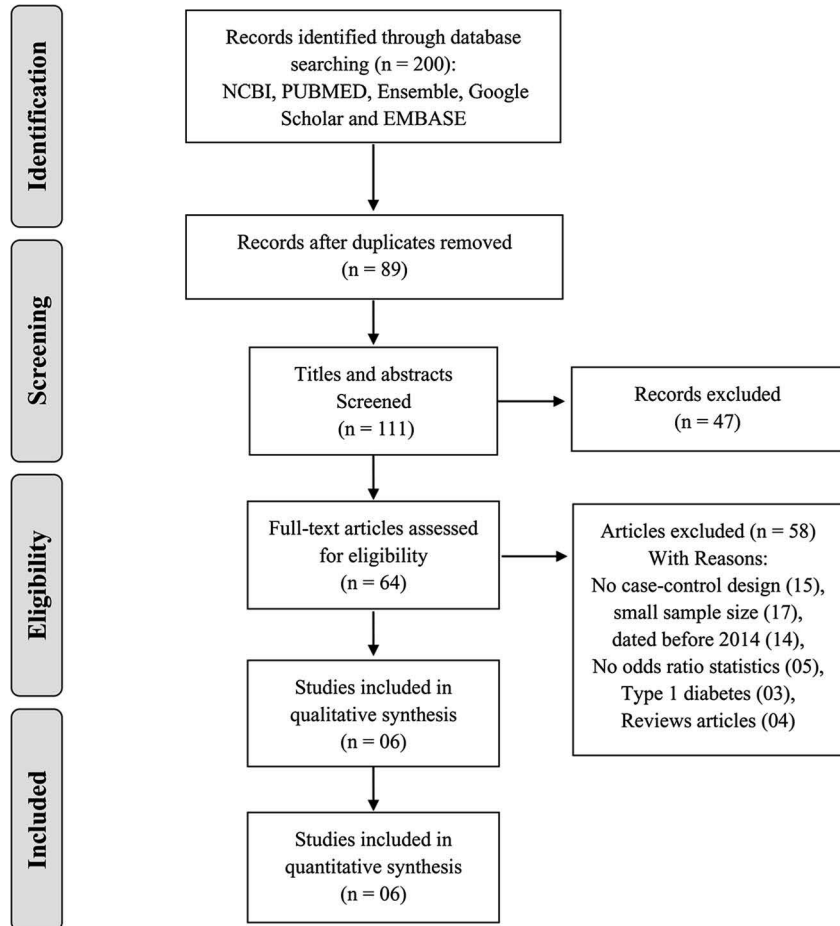 Identification
Records identified through database
searching (n = 200):
NCBI, PUBMED, Ensemble, Google
Scholar and EMBASE
Records after duplicates removed
(n = 89)
Screening
Titles and abstracts
Screened
(n = 111)
Records excluded
(n = 47)
Eligibility
Full-text articles assessed
for eligibility
(n = 64)
Articles excluded (n = 58)
With Reasons:
No case-control design (15),
small sample size (17),
dated before 2014 (14),
No odds ratio statistics (05),
Type 1 diabetes (03),
Reviews articles (04)
Studies included in
qualitative synthesis
(n = 06)
Included
Studies included in
quantitative synthesis
(n = 06)